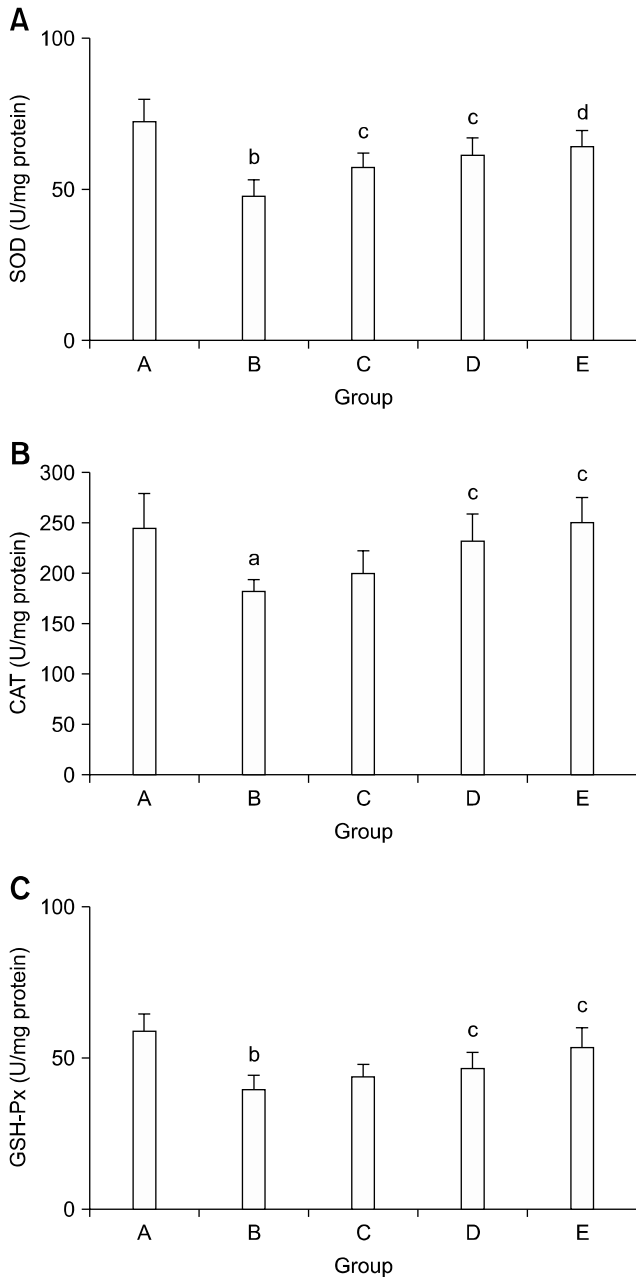 A
100
50
0
SOD (U/mg protein)
b
c
c
d
A B C D E
Group
B
300
250
200
150
100
50
0
CAT (U/mg protein)
a
c
c
A B C D E
Group
C
100
50
0
GSH-Px (U/mg protein)
b
c
c
A B C D E
Group